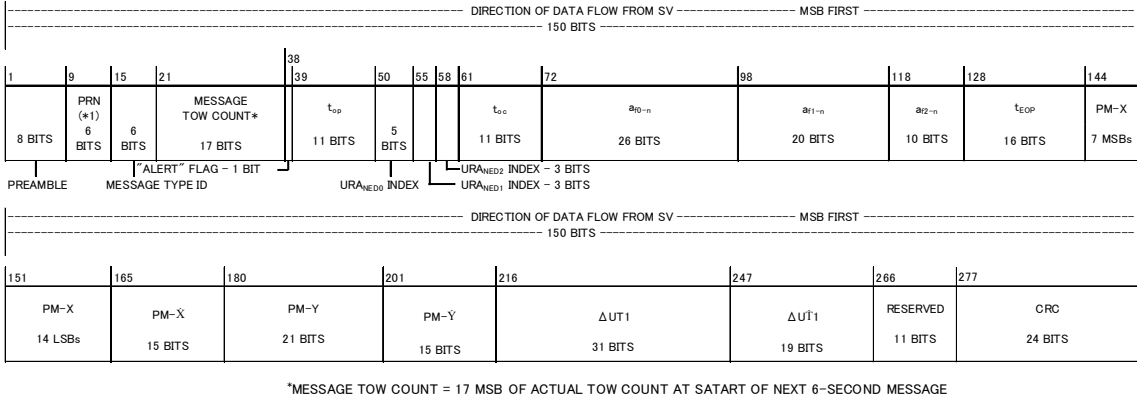 DIRECTION OF DATA FLOW FROM SV MSB FIRST
150 BITS
38
1 9 15 21 39 50 55 58 61 72 98 118 128 144
8 BITS
PRN
(*1)
6
BITS
6
BITS
MESSAGE
TOW COUNT*
17 BITS
t_op
11 BITS
5
BITS
t_oc
11 BITS
a_f0-n
26 BITS
a_f1-n
20 BITS
a_f2-n
10 BITS
t_EOP
16 BITS
PM-X
7 MSBs
"ALERT" FLAG - 1 BIT
URA_NED2 INDEX - 3 BITS
PREAMBLE
MESSAGE TYPE ID
URA_NED0 INDEX
URA_NED1 INDEX - 3 BITS
DIRECTION OF DATA FLOW FROM SV MSB FIRST
150 BITS
151 165 180 201 216 247 266 277
PM-X
14 LSBs
PM-Ẋ
15 BITS
PM-Y
21 BITS
PM-Ẏ
15 BITS
ΔUT1
31 BITS
ΔUṪ1
19 BITS
RESERVED
11 BITS
CRC
24 BITS
*MESSAGE TOW COUNT = 17 MSB OF ACTUAL TOW COUNT AT SATART OF NEXT 6-SECOND MESSAGE